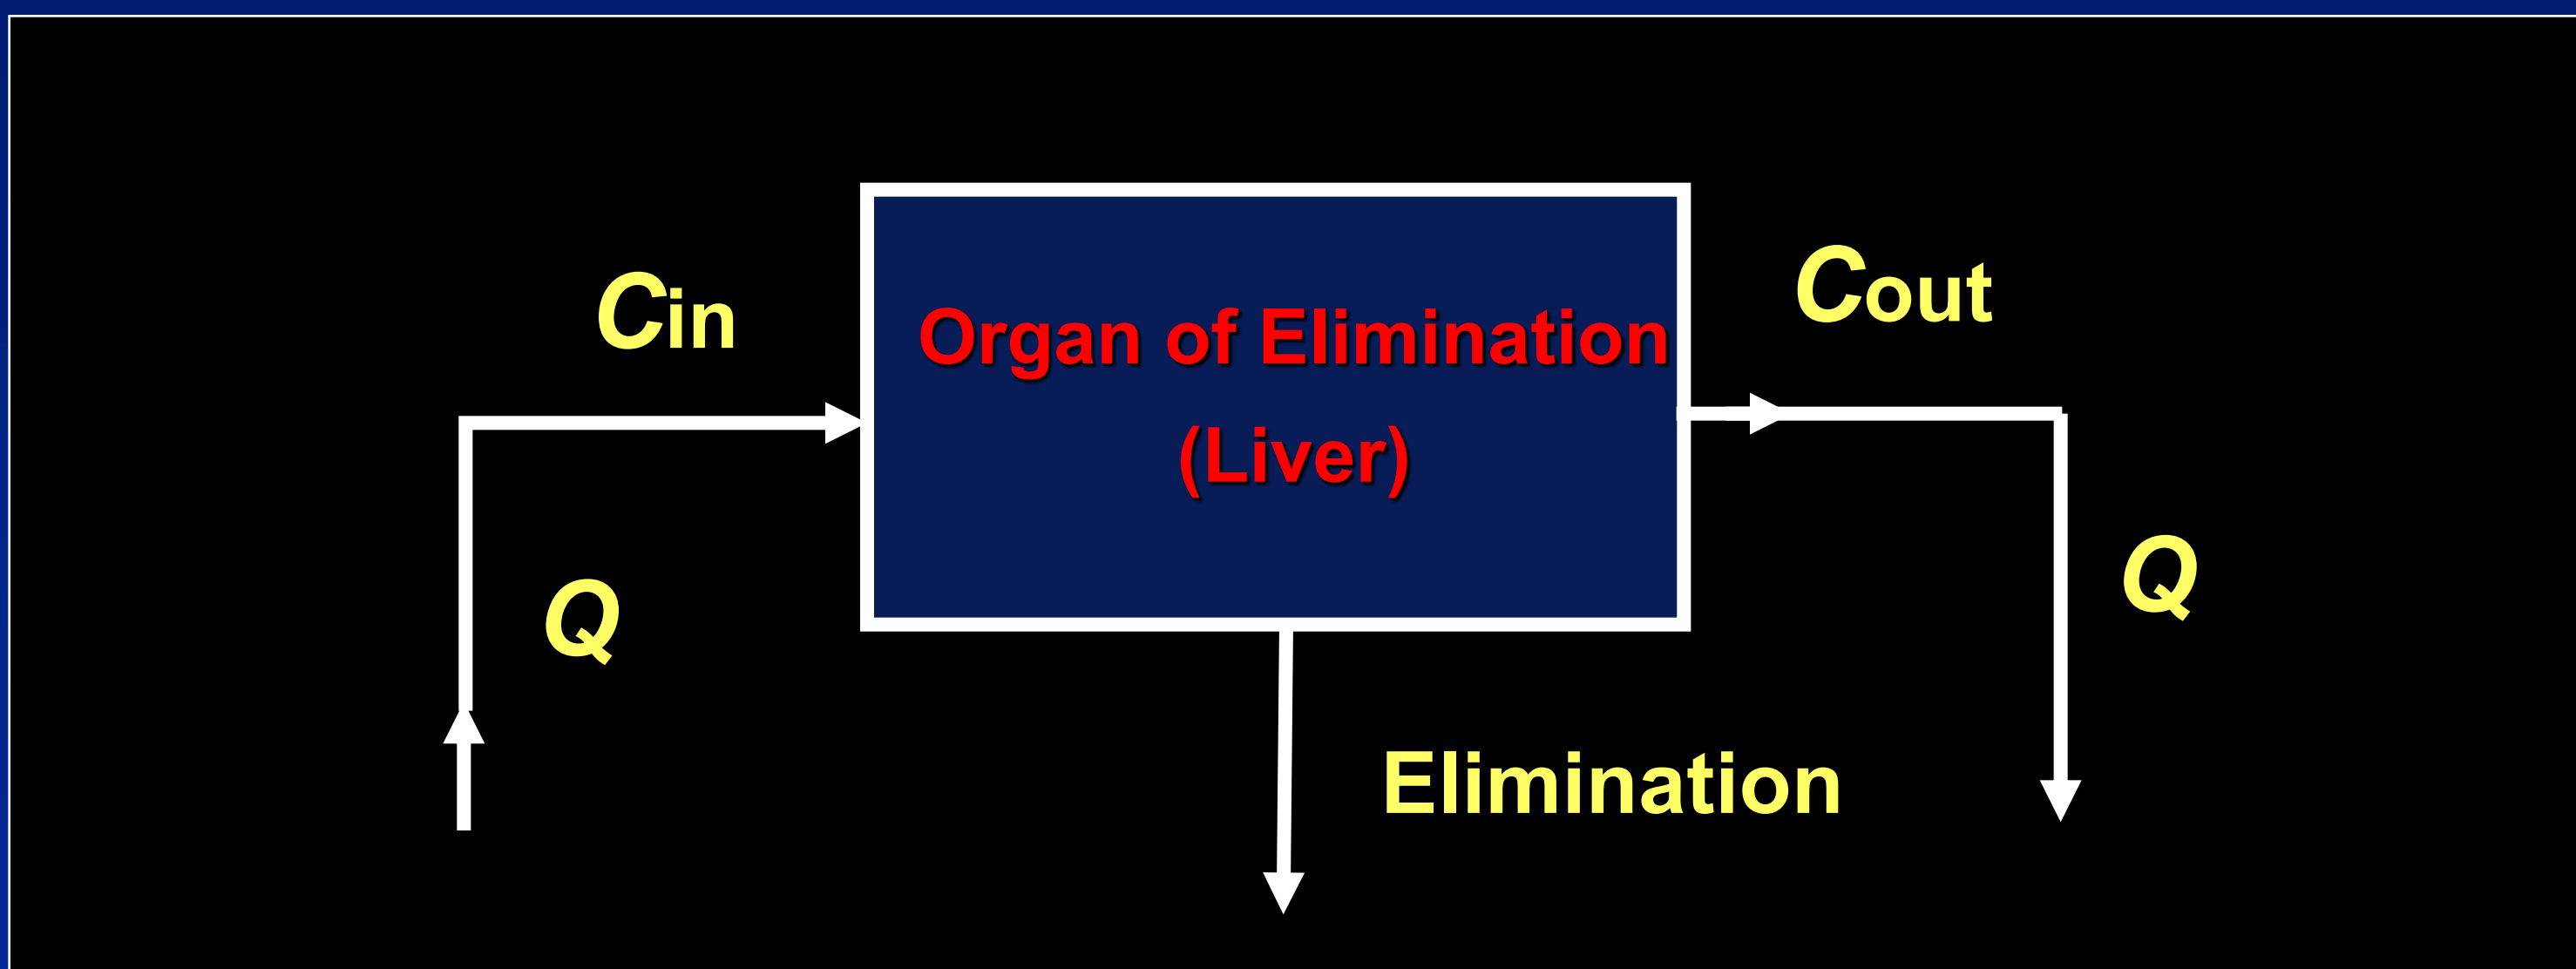 Cin
Cout
Organ of Elimination
(Liver)
Q
Q
Elimination